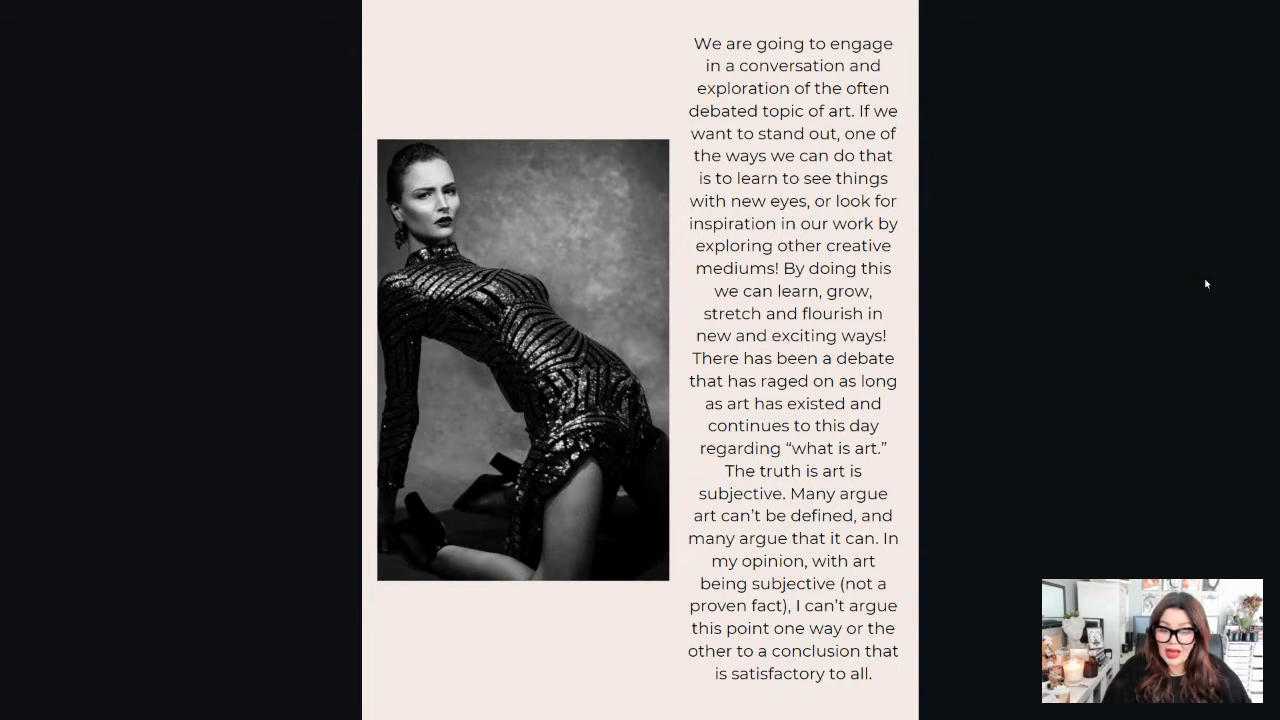 We are going to engage
in a conversation and
exploration of the often
debated topic of art. If we
want to stand out, one of
the ways we can do that
is to learn to see things
with new eyes, or look for
inspiration in our work by
exploring other creative
mediums! By doing this
we can learn, grow,
stretch and flourish in
new and exciting ways!
There has been a debate
that has raged on as long
as art has existed and
continues to this day
regarding “what is art.”
The truth is art is
subjective. Many argue
art can’t be defined, and
many argue that it can. In
my opinion, with art
being subjective (not a
proven fact), I can’t argue
this point one way or the
other to a conclusion that
is satisfactory to all.